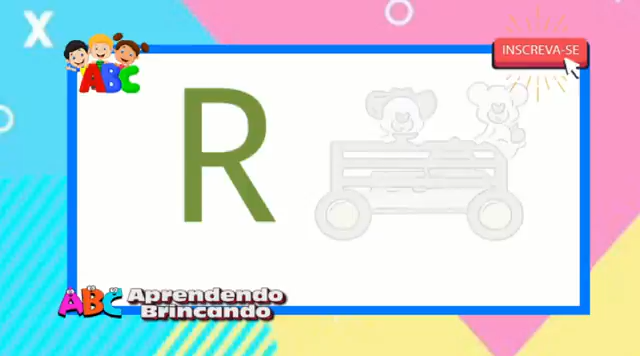 X
INSCREVA-SE
ABC
R
ABC Aprendendo
Brincando